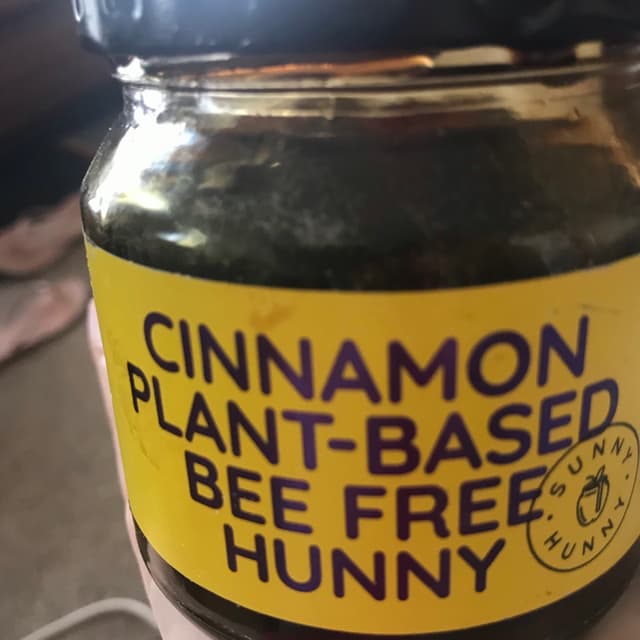 CINNAMON
PLANT-BASED
BEE FREE
HUNNY
SUNNY
HUNNY